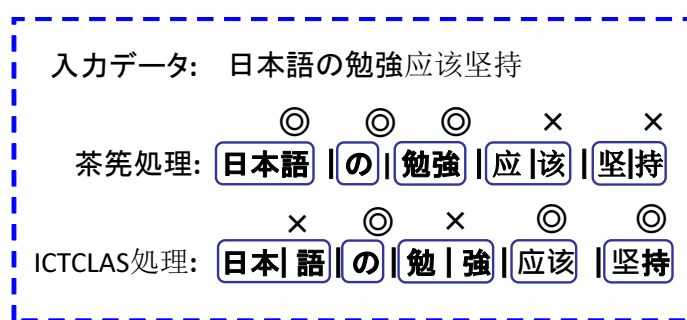 入力データ: 日本語の勉強应该坚持
◎ ◎ ◎ × ×
茶筅処理: 日本語 | の | 勉強 | 应 | 该 | 坚 | 持
× ◎ × ◎ ◎
ICTCLAS処理: 日本 | 語 | の | 勉 | 強 | 应该 | 坚持